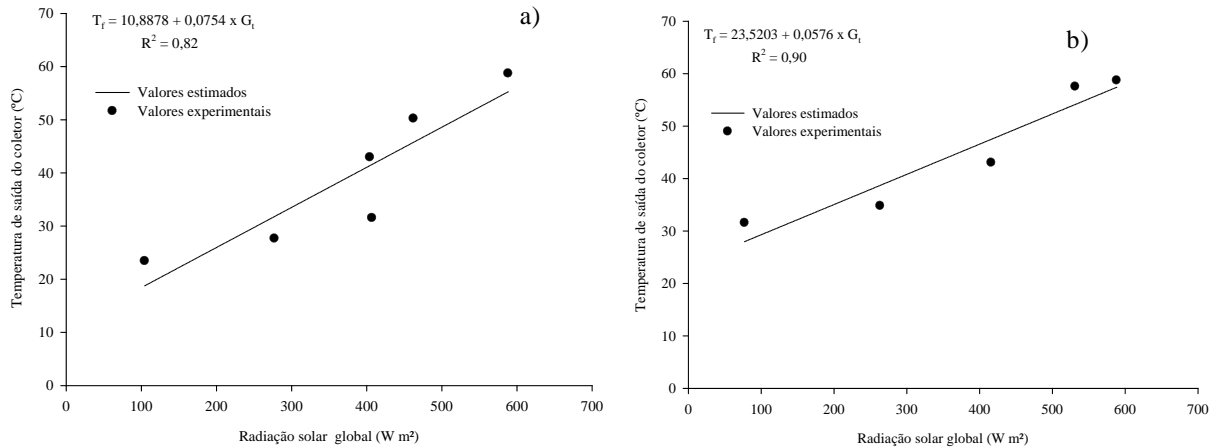 a)
T_f = 10,8878 + 0,0754 x G_t
R² = 0,82
Valores estimados
Valores experimentais
Temperatura de saída do coletor (ºC)
70
60
50
40
30
20
10
0
0 100 200 300 400 500 600 700
Radiação solar global (W m²)
b)
T_f = 23,5203 + 0,0576 x G_t
R² = 0,90
Valores estimados
Valores experimentais
Temperatura de saída do coletor (ºC)
70
60
50
40
30
20
10
0
0 100 200 300 400 500 600 700
Radiação solar global (W m²)